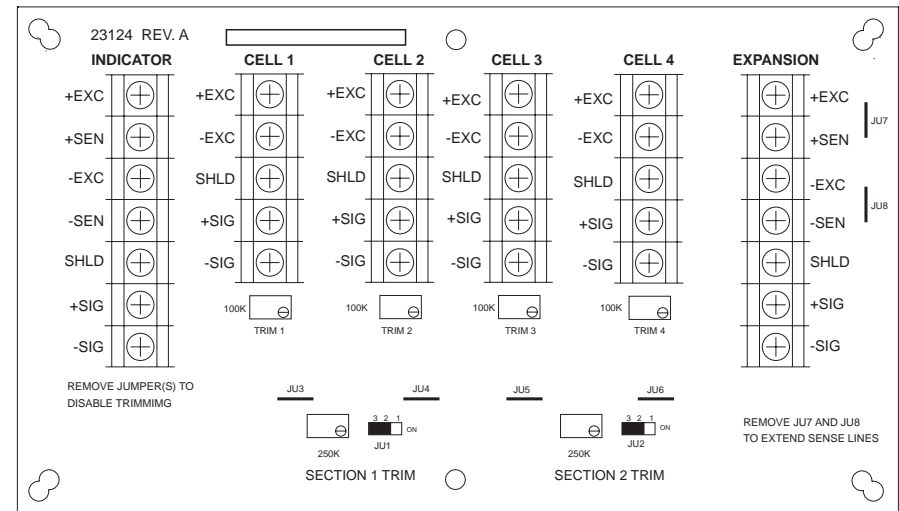 23124 REV. A
INDICATOR
+EXC
+SEN
-EXC
-SEN
SHLD
+SIG
-SIG
CELL 1
+EXC
-EXC
SHLD
+SIG
-SIG
100K
TRIM 1
CELL 2
+EXC
-EXC
SHLD
+SIG
-SIG
100K
TRIM 2
CELL 3
+EXC
-EXC
SHLD
+SIG
-SIG
100K
TRIM 3
CELL 4
+EXC
-EXC
SHLD
+SIG
-SIG
100K
TRIM 4
EXPANSION
+EXC
+SEN
-EXC
-SEN
SHLD
+SIG
-SIG
JU7
JU8
REMOVE JUMPER(S) TO
DISABLE TRIMMIMG
JU3
JU4
JU5
JU6
250K
3 2 1
ON
JU1
SECTION 1 TRIM
250K
3 2 1
ON
JU2
SECTION 2 TRIM
REMOVE JU7 AND JU8
TO EXTEND SENSE LINES